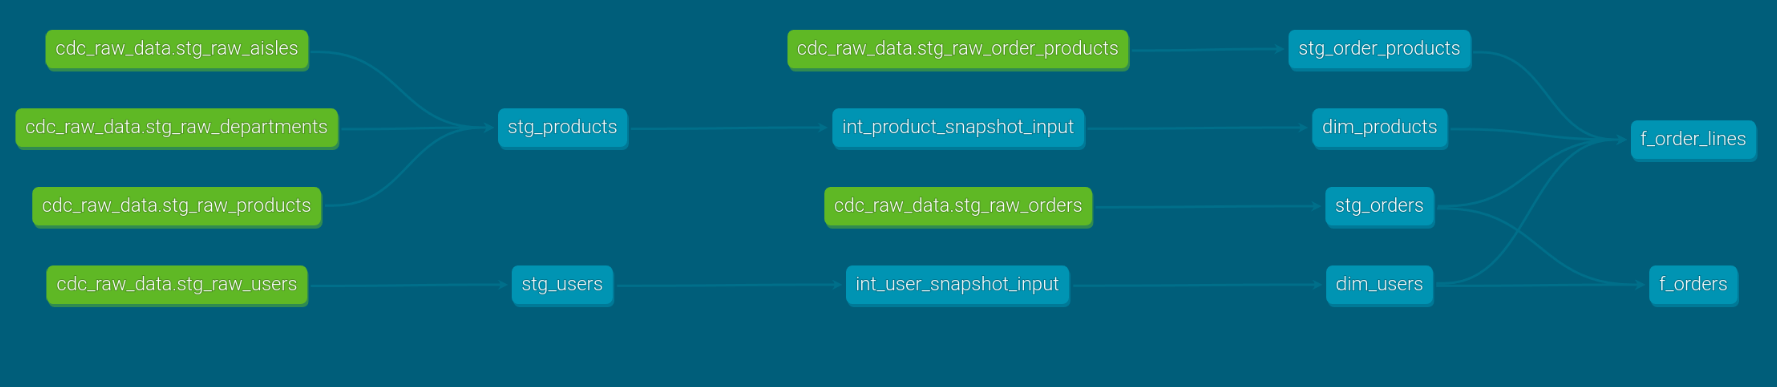 cdc_raw_data.stg_raw_aisles
cdc_raw_data.stg_raw_order_products
stg_order_products
cdc_raw_data.stg_raw_departments
stg_products
int_product_snapshot_input
dim_products
f_order_lines
cdc_raw_data.stg_raw_products
cdc_raw_data.stg_raw_orders
stg_orders
cdc_raw_data.stg_raw_users
stg_users
int_user_snapshot_input
dim_users
f_orders